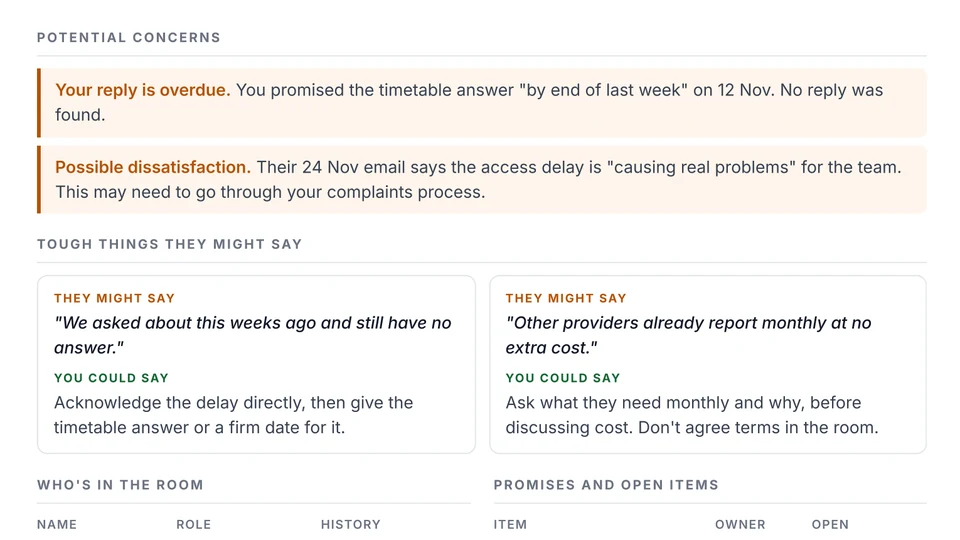 POTENTIAL CONCERNS
Your reply is overdue. You promised the timetable answer "by end of last week" on 12 Nov. No reply was
found.
Possible dissatisfaction. Their 24 Nov email says the access delay is "causing real problems" for the team.
This may need to go through your complaints process.
TOUGH THINGS THEY MIGHT SAY
THEY MIGHT SAY
"We asked about this weeks ago and still have no
answer."
YOU COULD SAY
Acknowledge the delay directly, then give the
timetable answer or a firm date for it.
THEY MIGHT SAY
"Other providers already report monthly at no
extra cost."
YOU COULD SAY
Ask what they need monthly and why, before
discussing cost. Don't agree terms in the room.
WHO'S IN THE ROOM
NAME ROLE HISTORY
PROMISES AND OPEN ITEMS
ITEM OWNER OPEN